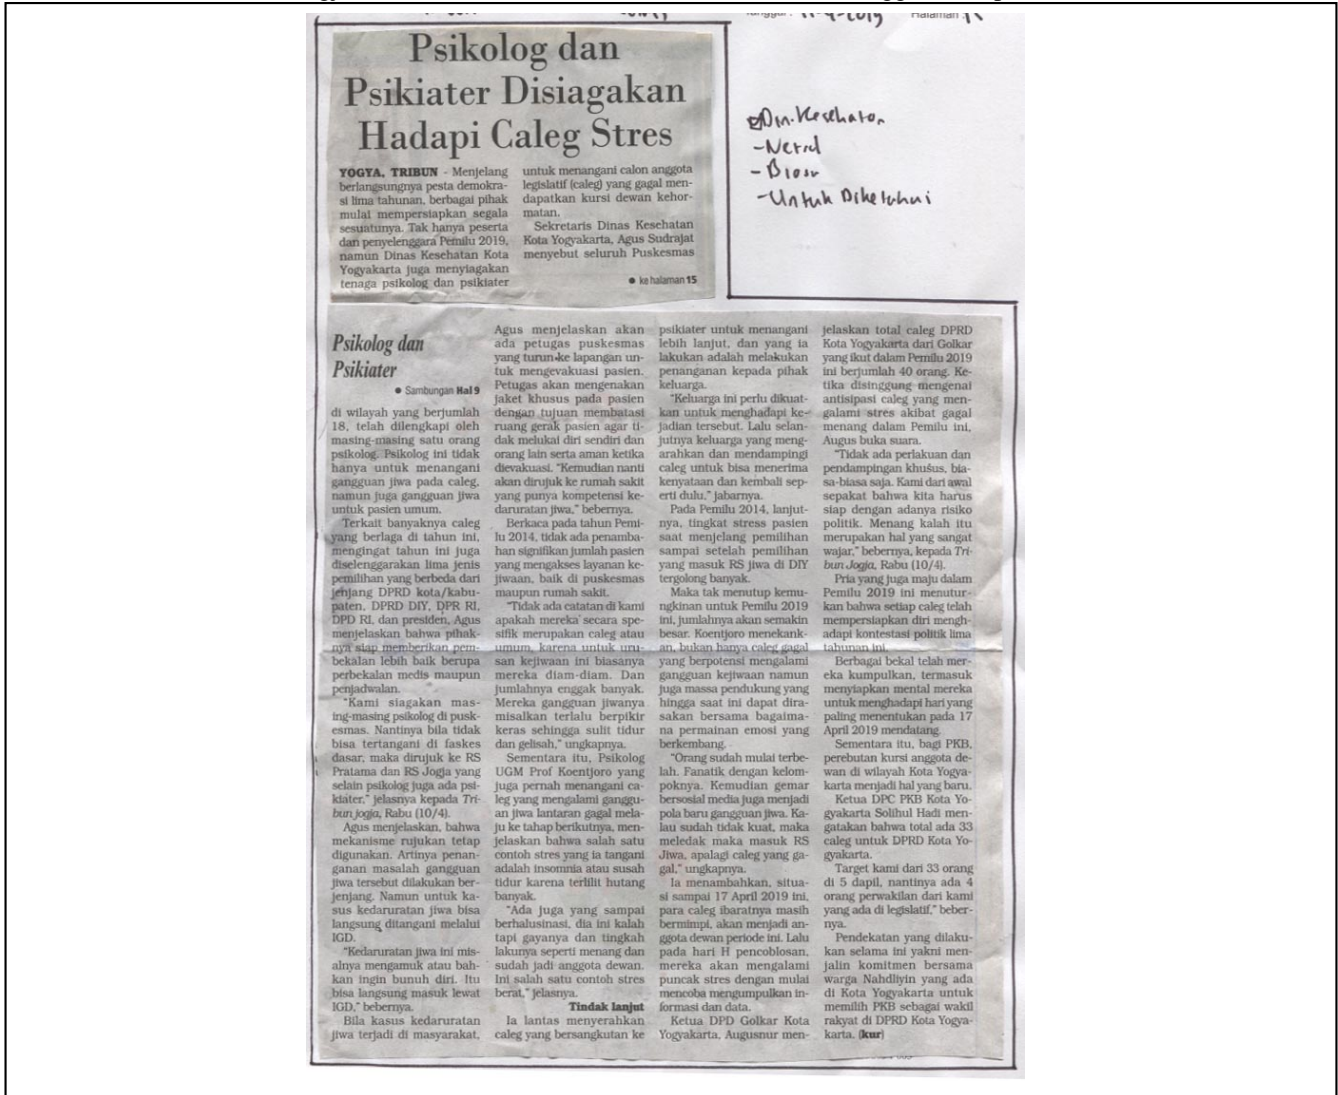 11-4-2019
Halaman :
Psikolog dan
Psikiater Disiagakan
Hadapi Caleg Stres
YOGYA, TRIBUN - Menjelang
berlangsungnya pesta demokra-
si lima tahunan, berbagai pihak
mulai mempersiapkan segala
sesuatunya. Tak hanya peserta
dan penyelenggara Pemilu 2019,
namun Dinas Kesehatan Kota
Yogyakarta juga menyiagakan
tenaga psikolog dan psikiater
untuk menangani calon anggota
legislatif (caleg) yang gagal men-
dapatkan kursi dewan kehor-
matan.
Sekretaris Dinas Kesehatan
Kota Yogyakarta, Agus Sudrajat
menyebut seluruh Puskesmas
● ke halaman 15
Din. Kesehatan
- Netral
- Biasa
- Untuk Diketahui
Psikolog dan
Psikiater
● Sambungan Hal 9
di wilayah yang berjumlah
18, telah dilengkapi oleh
masing-masing satu orang
psikolog. Psikolog ini tidak
hanya untuk menangani
gangguan jiwa pada caleg,
namun juga gangguan jiwa
untuk pasien umum.
Terkait banyaknya caleg
yang berlaga di tahun ini,
mengingat tahun ini juga
diselenggarakan lima jenis
pemilihan yang berbeda dari
jenjang DPRD kota/kabu-
paten, DPRD DIY, DPR RI,
DPD RI, dan presiden, Agus
menjelaskan bahwa pihak-
nya siap memberikan pem-
bekalan lebih baik berupa
perbekalan medis maupun
penjadwalan.
"Kami siagakan mas-
ing-masing psikolog di pusk-
esmas. Nantinya bila tidak
bisa tertangani di faskes
dasar, maka dirujuk ke RS
Pratama dan RS Jogja yang
selain psikolog juga ada psi-
kiater," jelasnya kepada Tri-
bun Jogja, Rabu (10/4).
Agus menjelaskan, bahwa
mekanisme rujukan tetap
digunakan. Artinya penan-
ganan masalah gangguan
jiwa tersebut dilakukan ber-
jenjang. Namun untuk ka-
sus kedaruratan jiwa bisa
langsung ditangani melalui
IGD.
"Kedaruratan jiwa ini mis-
alnya mengamuk atau bah-
kan ingin bunuh diri. Itu
bisa langsung masuk lewat
IGD," bebernya.
Bila kasus kedaruratan
jiwa terjadi di masyarakat,
Agus menjelaskan akan
ada petugas puskesmas
yang turun ke lapangan un-
tuk mengevakuasi pasien.
Petugas akan mengenakan
jaket khusus pada pasien
dengan tujuan membatasi
ruang gerak pasien agar ti-
dak melukai diri sendiri dan
orang lain serta aman ketika
dievakuasi. "Kemudian nanti
akan dirujuk ke rumah sakit
yang punya kompetensi ke-
daruratan jiwa," bebernya.
Berkaca pada tahun Pemi-
lu 2014, tidak ada penamba-
han signifikan jumlah pasien
yang mengakses layanan ke-
jiwaan, baik di puskesmas
maupun rumah sakit.
"Tidak ada catatan di kami
apakah mereka secara spe-
sifik merupakan caleg atau
umum, karena untuk uru-
san kejiwaan ini biasanya
mereka diam-diam. Dan
jumlahnya enggak banyak.
Mereka gangguan jiwanya
misalkan terlalu berpikir
keras sehingga sulit tidur
dan gelisah," ungkapnya.
Sementara itu, Psikolog
UGM Prof Koentjoro yang
juga pernah menangani ca-
leg yang mengalami ganggu-
an jiwa lantaran gagal mela-
ju ke tahap berikutnya, men-
jelaskan bahwa salah satu
contoh stres yang ia tangani
adalah insomnia atau susah
tidur karena terlilit hutang
banyak.
"Ada juga yang sampai
berhalusinasi, dia ini kalah
tapi gayanya dan tingkah
lakunya seperti menang dan
sudah jadi anggota dewan.
Ini salah satu contoh stres
berat," jelasnya.
Tindak lanjut
Ia lantas menyerahkan
caleg yang bersangkutan ke
psikiater untuk menangani
lebih lanjut, dan yang ia
lakukan adalah melakukan
penanganan kepada pihak
keluarga.
"Keluarga ini perlu dikuat-
kan untuk menghadapi ke-
jadian tersebut. Lalu selan-
jutnya keluarga yang meng-
arahkan dan mendampingi
caleg untuk bisa menerima
kenyataan dan kembali sep-
erti dulu," jabarnya.
Pada Pemilu 2014, lanjut-
nya, tingkat stress pasien
saat menjelang pemilihan
sampai setelah pemilihan
yang masuk RS jiwa di DIY
tergolong banyak.
Maka tak menutup kemu-
ngkinan untuk Pemilu 2019
ini, jumlahnya akan semakin
besar. Koentjoro menekank-
an, bukan hanya caleg gagal
yang berpotensi mengalami
gangguan kejiwaan namun
juga massa pendukung yang
hingga saat ini dapat dira-
sakan bersama bagaima-
na permainan emosi yang
berkembang.
"Orang sudah mulai terbe-
lah. Fanatik dengan kelom-
poknya. Kemudian gemar
bersosial media juga menjadi
pola baru gangguan jiwa. Ka-
lau sudah tidak kuat, maka
meledak maka masuk RS
Jiwa, apalagi caleg yang ga-
gal," ungkapnya.
Ia menambahkan, situa-
si sampai 17 April 2019 ini,
para caleg ibaratnya masih
bermimpi, akan menjadi an-
ggota dewan periode ini. Lalu
pada hari H pencoblosan,
mereka akan mengalami
puncak stres dengan mulai
mencoba mengumpulkan in-
formasi dan data.
Ketua DPD Golkar Kota
Yogyakarta, Augusnur men-
jelaskan total caleg DPRD
Kota Yogyakarta dari Golkar
yang ikut dalam Pemilu 2019
ini berjumlah 40 orang. Ke-
tika disinggung mengenai
antisipasi caleg yang men-
galami stres akibat gagal
menang dalam Pemilu ini,
Augus buka suara.
"Tidak ada perlakuan dan
pendampingan khusus, bia-
sa-biasa saja. Kami dari awal
sepakat bahwa kita harus
siap dengan adanya risiko
politik. Menang kalah itu
merupakan hal yang sangat
wajar," bebernya, kepada Tri-
bun Jogja, Rabu (10/4).
Pria yang juga maju dalam
Pemilu 2019 ini menutur-
kan bahwa setiap caleg telah
mempersiapkan diri mengh-
adapi kontestasi politik lima
tahunan ini.
Berbagai bekal telah mer-
eka kumpulkan, termasuk
menyiapkan mental mereka
untuk menghadapi hari yang
paling menentukan pada 17
April 2019 mendatang.
Sementara itu, bagi PKB,
perebutan kursi anggota de-
wan di wilayah Kota Yogya-
karta menjadi hal yang baru.
Ketua DPC PKB Kota Yo-
gyakarta Solihul Hadi men-
gatakan bahwa total ada 33
caleg untuk DPRD Kota Yo-
gyakarta.
Target kami dari 33 orang
di 5 dapil, nantinya ada 4
orang perwakilan dari kami
yang ada di legislatif," beber-
nya.
Pendekatan yang dilaku-
kan selama ini yakni men-
jalin komitmen bersama
warga Nahdliyin yang ada
di Kota Yogyakarta untuk
memilih PKB sebagai wakil
rakyat di DPRD Kota Yogya-
karta. (kur)